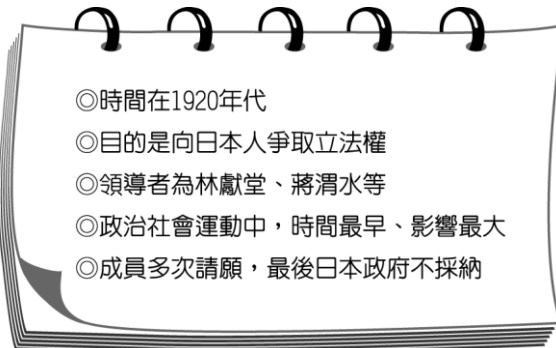 ◎時間在1920年代
◎目的是向日本人爭取立法權
◎領導者為林獻堂、蔣渭水等
◎政治社會運動中，時間最早、影響最大
◎成員多次請願，最後日本政府不採納